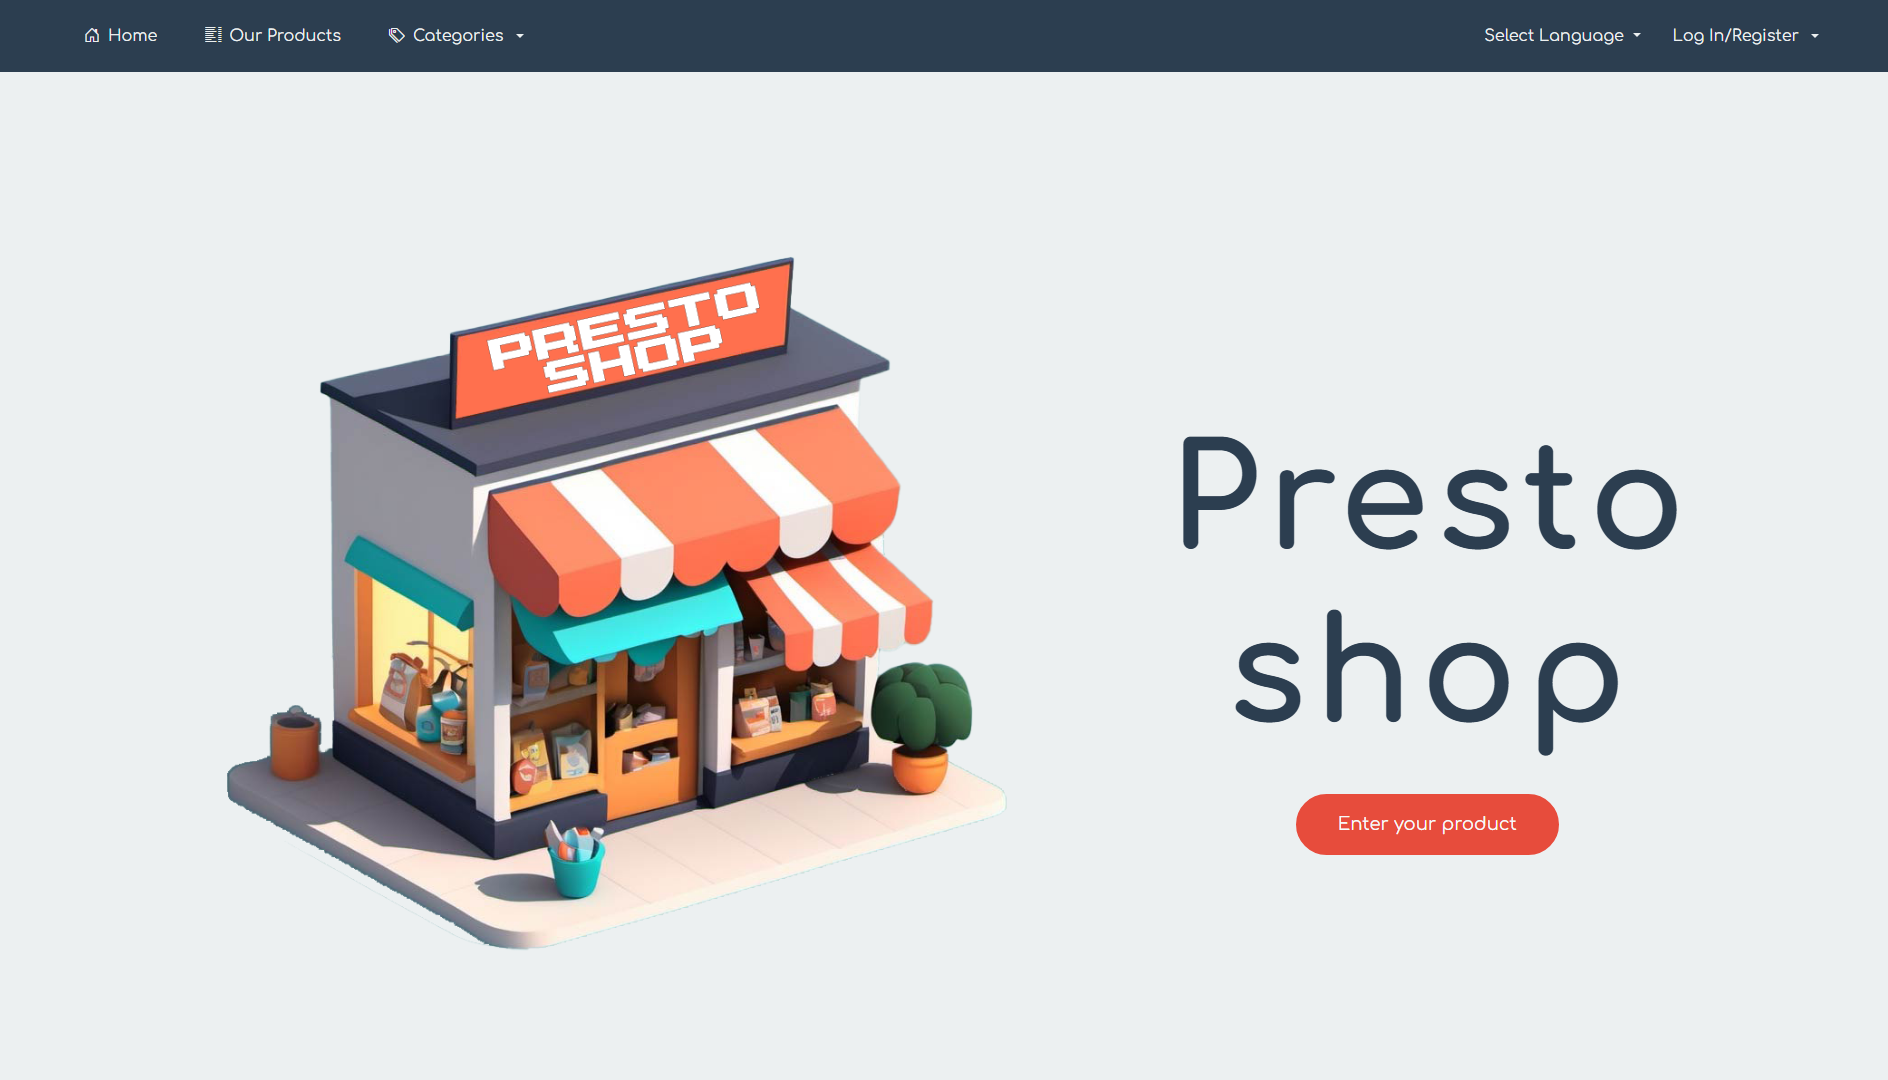 Home
Our Products
Categories
Select Language
Log In/Register
PRESTO
SHOP
Presto
shop
Enter your product